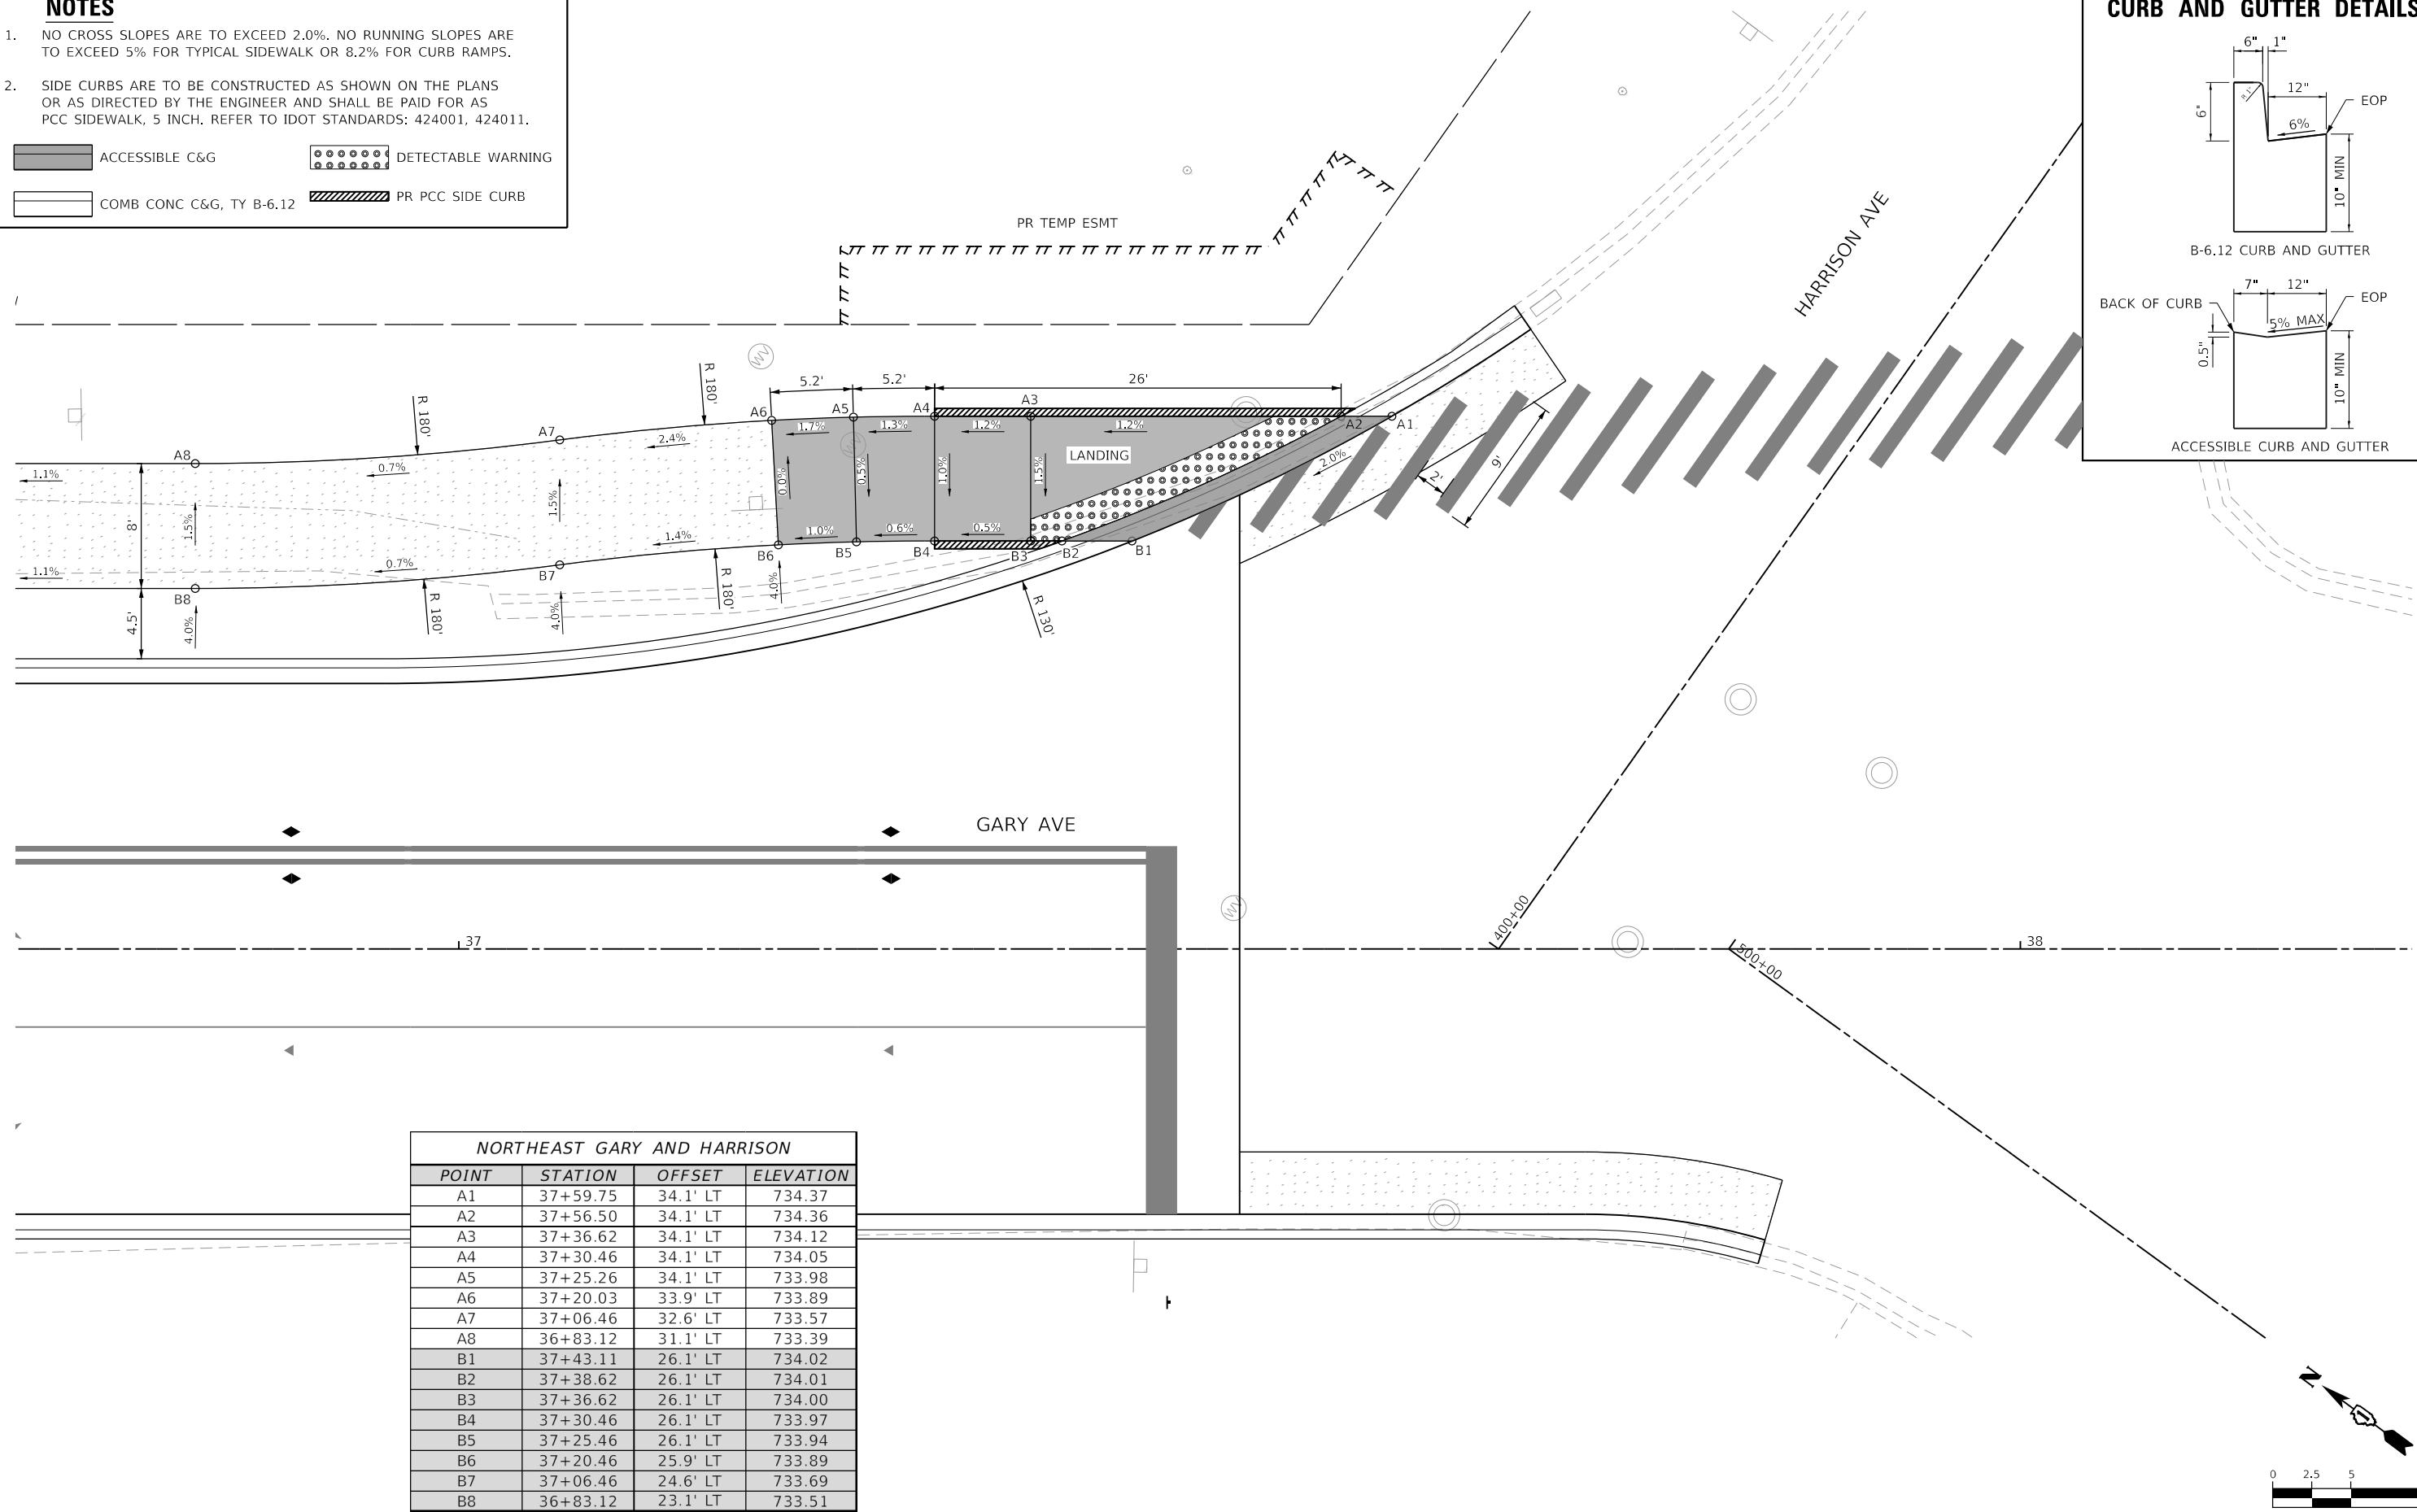 NOTES
1. NO CROSS SLOPES ARE TO EXCEED 2.0%. NO RUNNING SLOPES ARE
TO EXCEED 5% FOR TYPICAL SIDEWALK OR 8.2% FOR CURB RAMPS.
2. SIDE CURBS ARE TO BE CONSTRUCTED AS SHOWN ON THE PLANS
OR AS DIRECTED BY THE ENGINEER AND SHALL BE PAID FOR AS
PCC SIDEWALK, 5 INCH. REFER TO IDOT STANDARDS: 424001, 424011.
ACCESSIBLE C&G
DETECTABLE WARNING
COMB CONC C&G, TY B-6.12
PR PCC SIDE CURB
CURB AND GUTTER DETAILS
6" 1"
12"
EOP
6"
R 1"
6%
10" MIN
B-6.12 CURB AND GUTTER
7" 12"
BACK OF CURB
EOP
5% MAX
0.5"
10" MIN
ACCESSIBLE CURB AND GUTTER
PR TEMP ESMT
HARRISON AVE
WV
R 180'
R 180'
5.2'
5.2'
26'
A8
A7
A6
A5
A4
A3
A2
A1
1.1%
0.7%
2.4%
1.7%
1.3%
1.2%
1.2%
WV
LANDING
2.0%
9'
2'
8'
1.5%
1.5%
0.0%
0.5%
1.0%
1.5%
1.1%
0.7%
1.4%
1.0%
0.6%
0.5%
B8
B7
B6
B5
B4
B3
B2
B1
4.5'
4.0%
4.0%
4.0%
R 180'
R 180'
R 130'
GARY AVE
WV
37
400+00
500+00
38
NORTHEAST GARY AND HARRISON
POINT STATION OFFSET ELEVATION
A1 37+59.75 34.1' LT 734.37
A2 37+56.50 34.1' LT 734.36
A3 37+36.62 34.1' LT 734.12
A4 37+30.46 34.1' LT 734.05
A5 37+25.26 34.1' LT 733.98
A6 37+20.03 33.9' LT 733.89
A7 37+06.46 32.6' LT 733.57
A8 36+83.12 31.1' LT 733.39
B1 37+43.11 26.1' LT 734.02
B2 37+38.62 26.1' LT 734.01
B3 37+36.62 26.1' LT 734.00
B4 37+30.46 26.1' LT 733.97
B5 37+25.46 26.1' LT 733.94
B6 37+20.46 25.9' LT 733.89
B7 37+06.46 24.6' LT 733.69
B8 36+83.12 23.1' LT 733.51
N
0 2.5 5